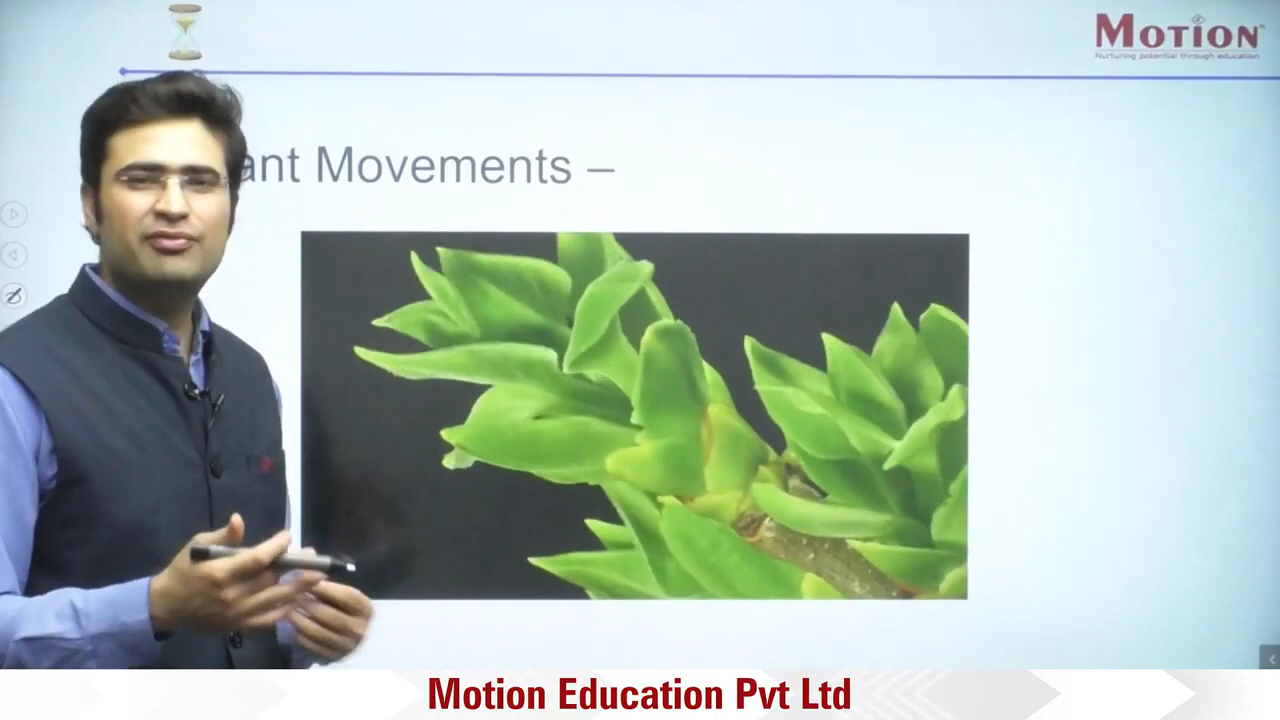 MOTION
Nurturing potential through education
ant Movements –
Motion Education Pvt Ltd